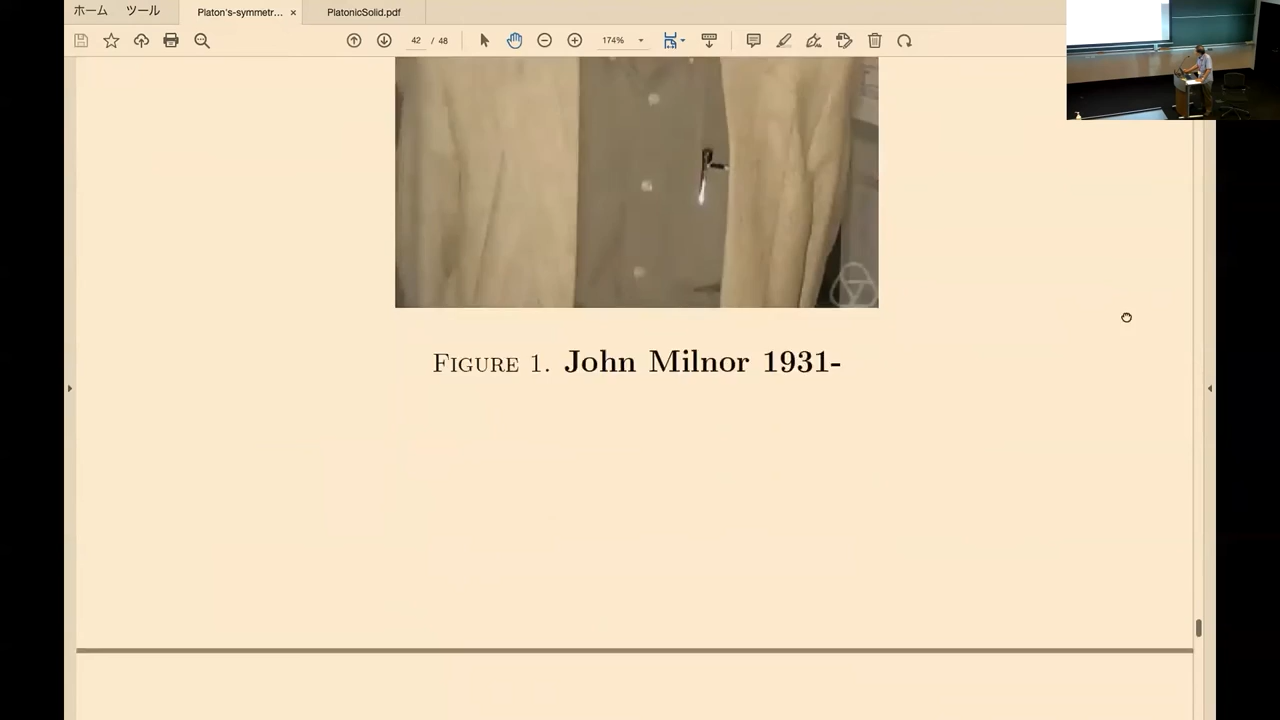 ホーム ツール Platon's-symmetr... × PlatonicSolid.pdf
42 / 48 174%
FIGURE 1. John Milnor 1931-